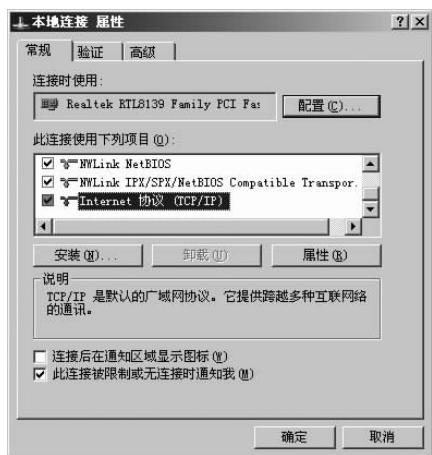 本地连接 属性
常规 验证 高级
连接时使用:
Realtek RTL8139 Family PCI Fas
配置(C)...
此连接使用下列项目(O):
NWLink NetBIOS
NWLink IPX/SPX/NetBIOS Compatible Transpor.
Internet 协议 (TCP/IP)
安装(N)... 卸载(U) 属性(R)
说明
TCP/IP 是默认的广域网协议。它提供跨越多种互联网络
的通讯。
连接后在通知区域显示图标(W)
此连接被限制或无连接时通知我(M)
确定 取消